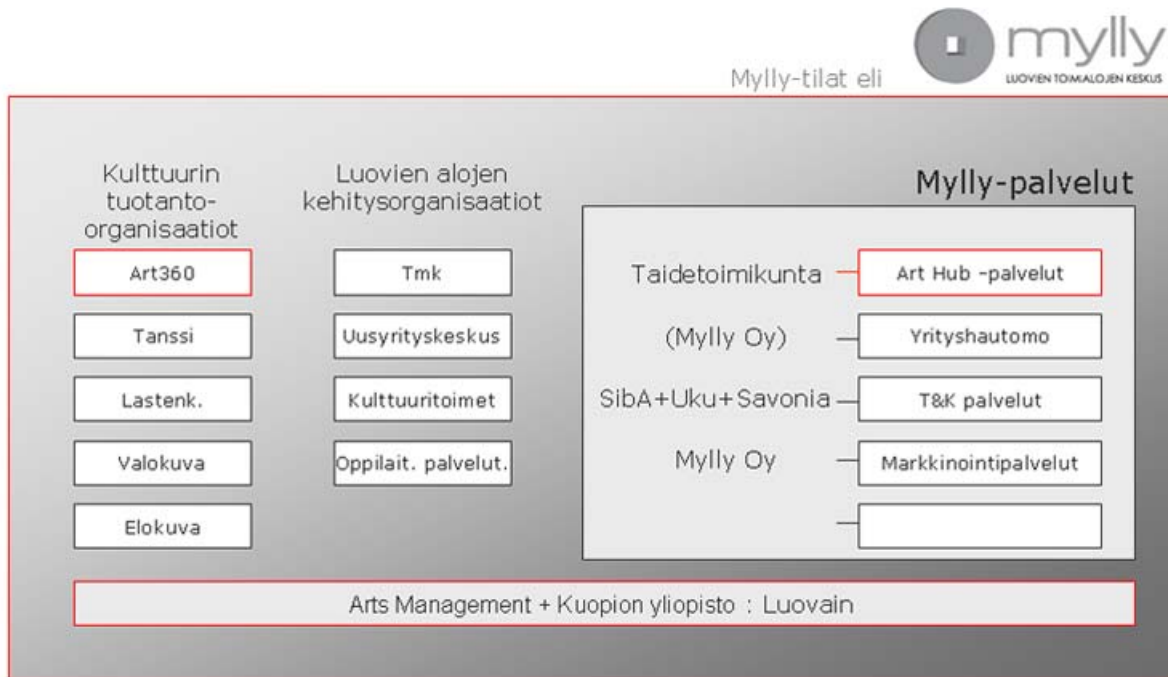 Mylly-tilat eli
mylly
LUOVIEN TOIMIALOJEN KESKUS
Kulttuurin
tuotanto-
organisaatiot
Art360
Tanssi
Lastenk.
Valokuva
Elokuva
Luovien alojen
kehitysorganisaatiot
Tmk
Uusyrityskeskus
Kulttuuritoimet
Oppilait. palvelut.
Mylly-palvelut
Taidetoimikunta
Art Hub -palvelut
(Mylly Oy)
Yrityshautomo
SibA+Uku+Savonia
T&K palvelut
Mylly Oy
Markkinointipalvelut
Arts Management + Kuopion yliopisto : Luovain